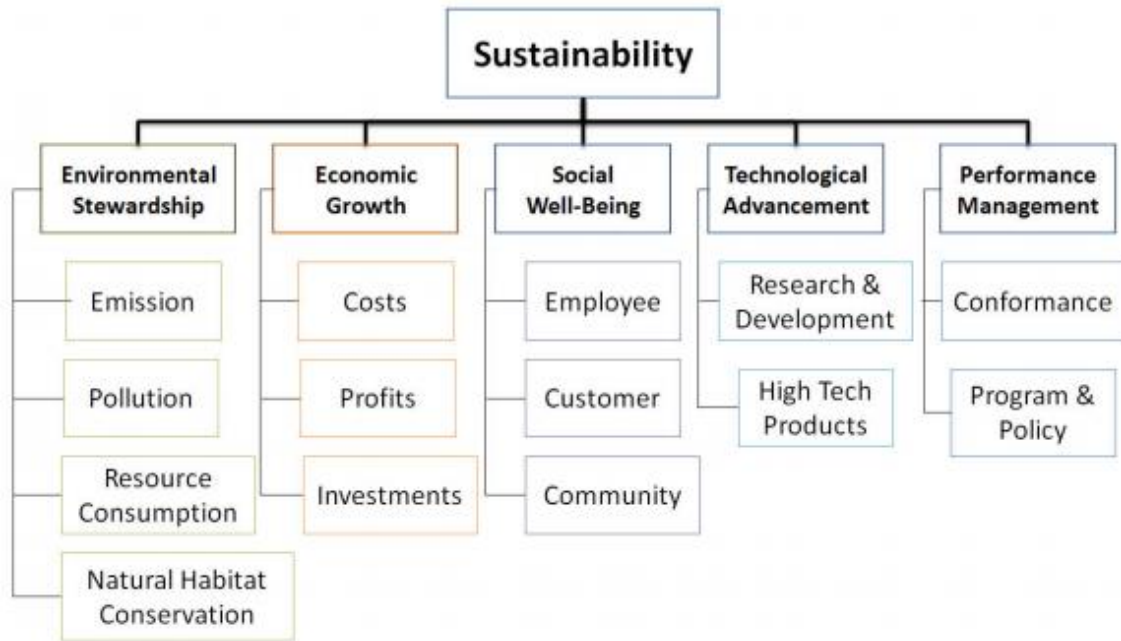 Sustainability
Environmental
Stewardship
Economic
Growth
Social
Well-Being
Technological
Advancement
Performance
Management
Emission
Pollution
Resource
Consumption
Natural Habitat
Conservation
Costs
Profits
Investments
Employee
Customer
Community
Research &
Development
High Tech
Products
Conformance
Program &
Policy